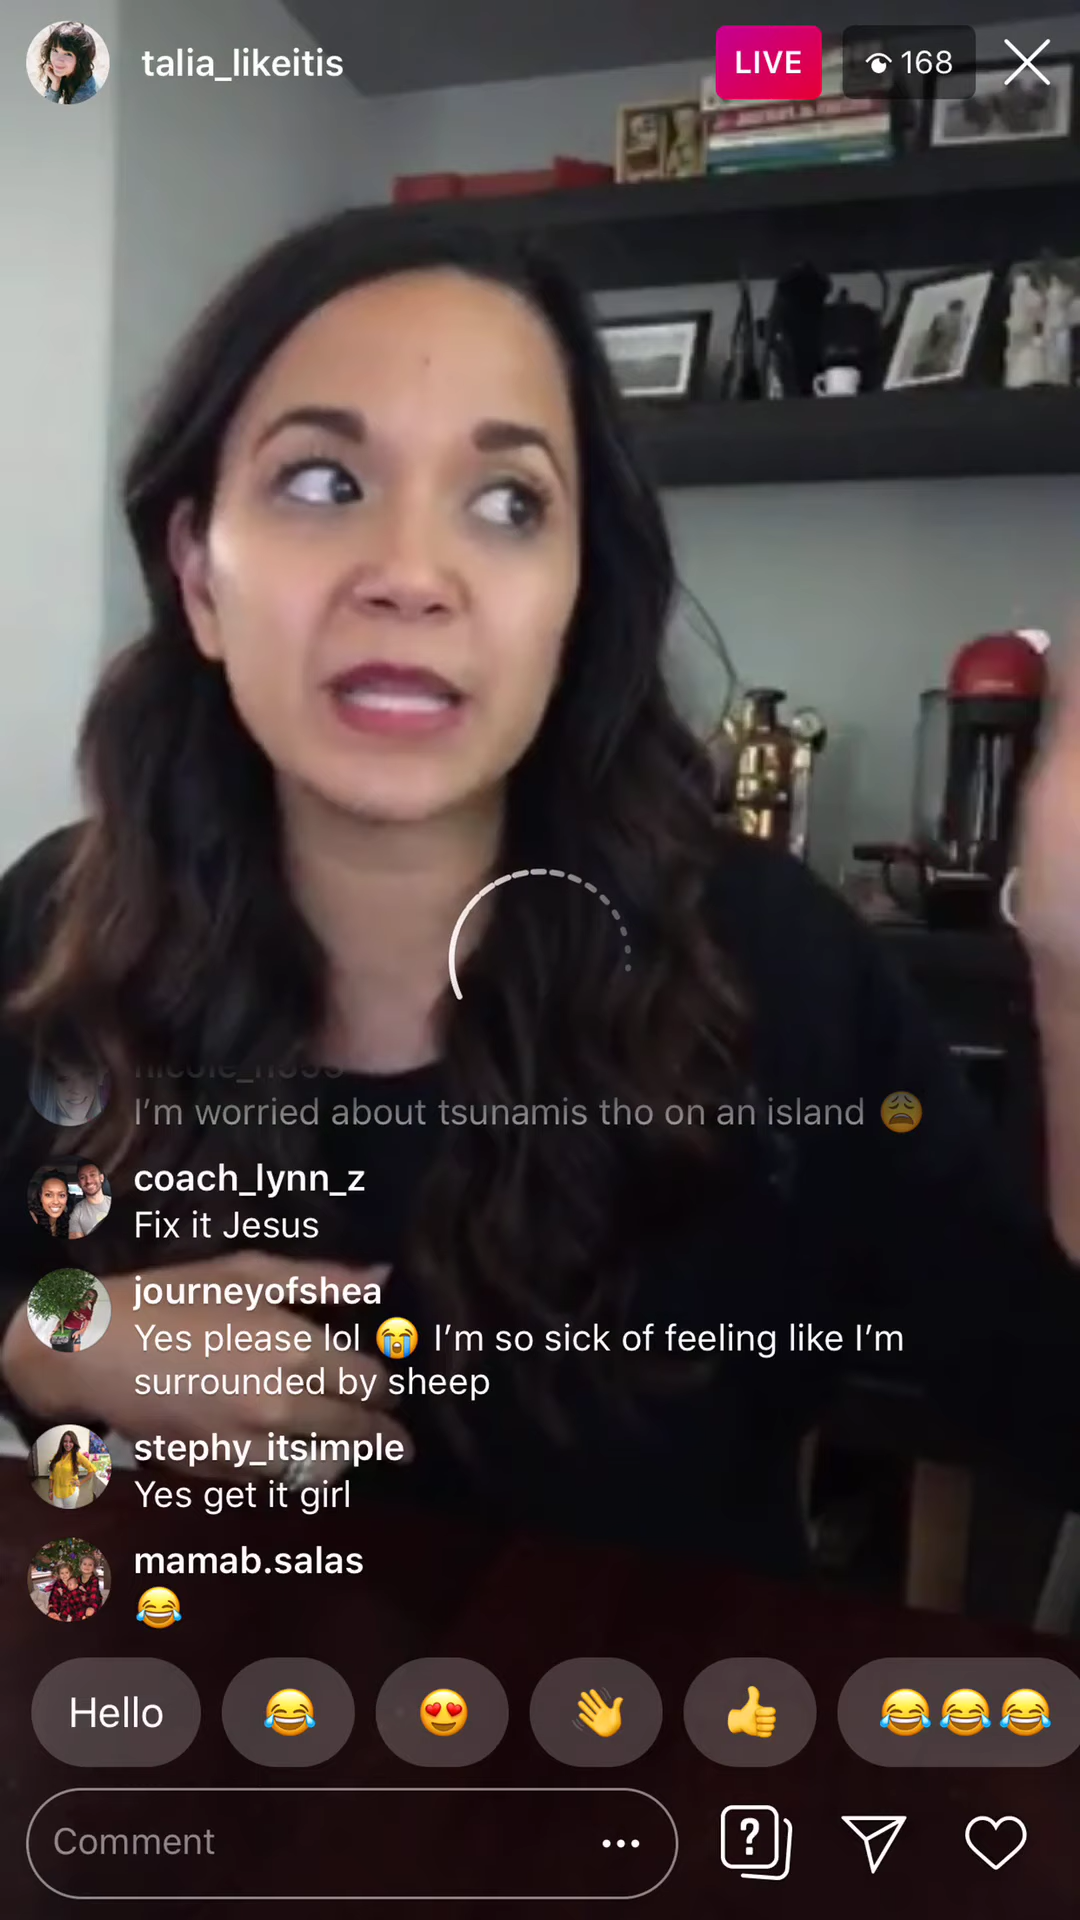 talia_likeitis
LIVE
168
I'm worried about tsunamis tho on an island 😩
coach_lynn_z
Fix it Jesus
journeyofshea
Yes please lol 😭 I'm so sick of feeling like I'm
surrounded by sheep
stephy_itsimple
Yes get it girl
mamab.salas
😂
Hello
😂 😍 👋 👍 😂😂😂
Comment